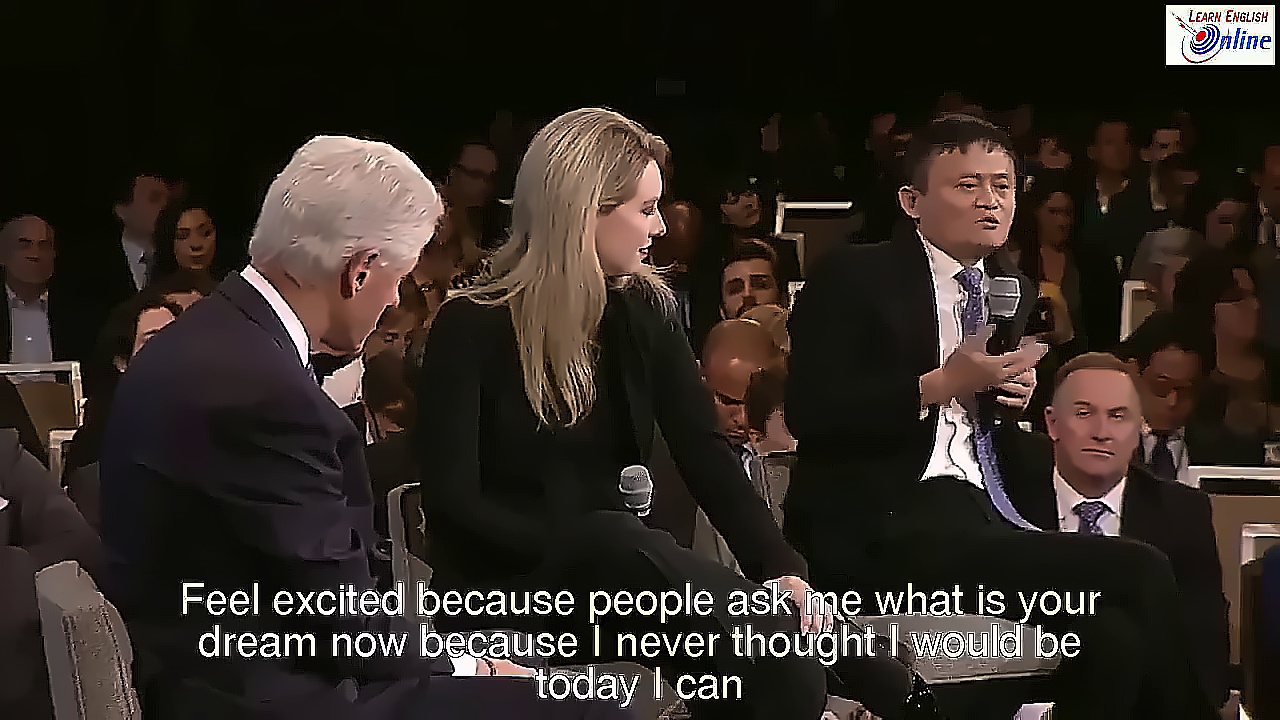 LEARN ENGLISH
Online
Feel excited because people ask me what is your
dream now because I never thought I would be
today I can